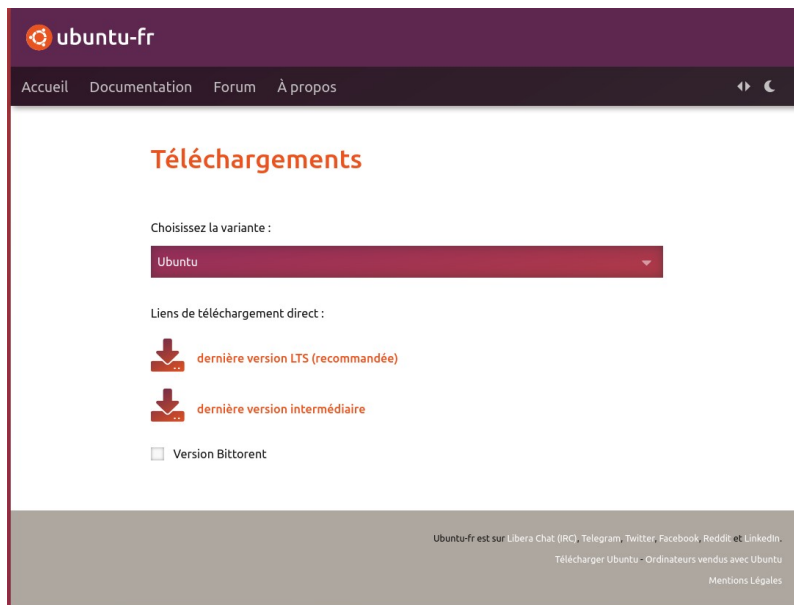 ubuntu-fr
Accueil Documentation Forum À propos
Téléchargements
Choisissez la variante :
Ubuntu
Liens de téléchargement direct :
dernière version LTS (recommandée)
dernière version intermédiaire
Version Bittorent
Ubuntu-fr est sur Libera Chat (IRC), Telegram, Twitter, Facebook, Reddit et LinkedIn.
Télécharger Ubuntu - Ordinateurs vendus avec Ubuntu
Mentions Légales